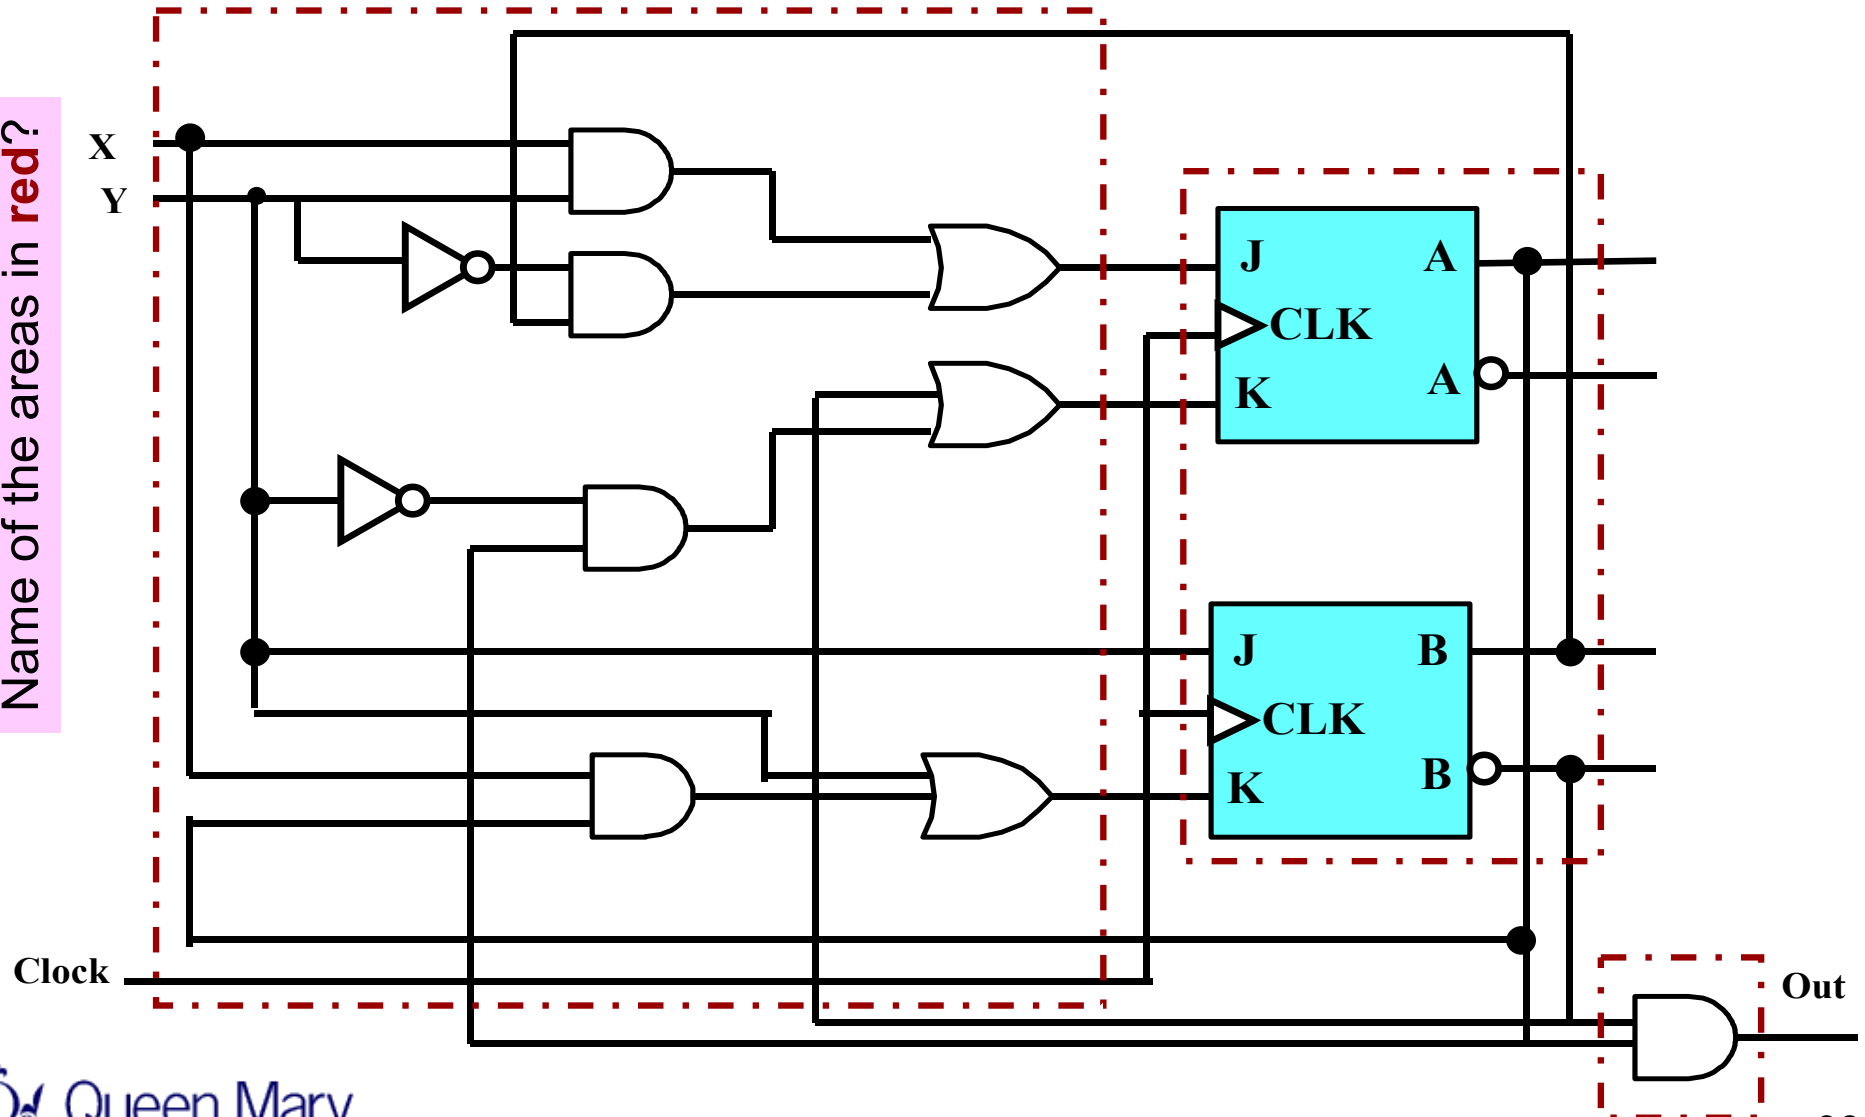 Name of the areas in red?
X
Y
J
A
CLK
K
A
J
B
CLK
K
B
Clock
Out
Queen Mary